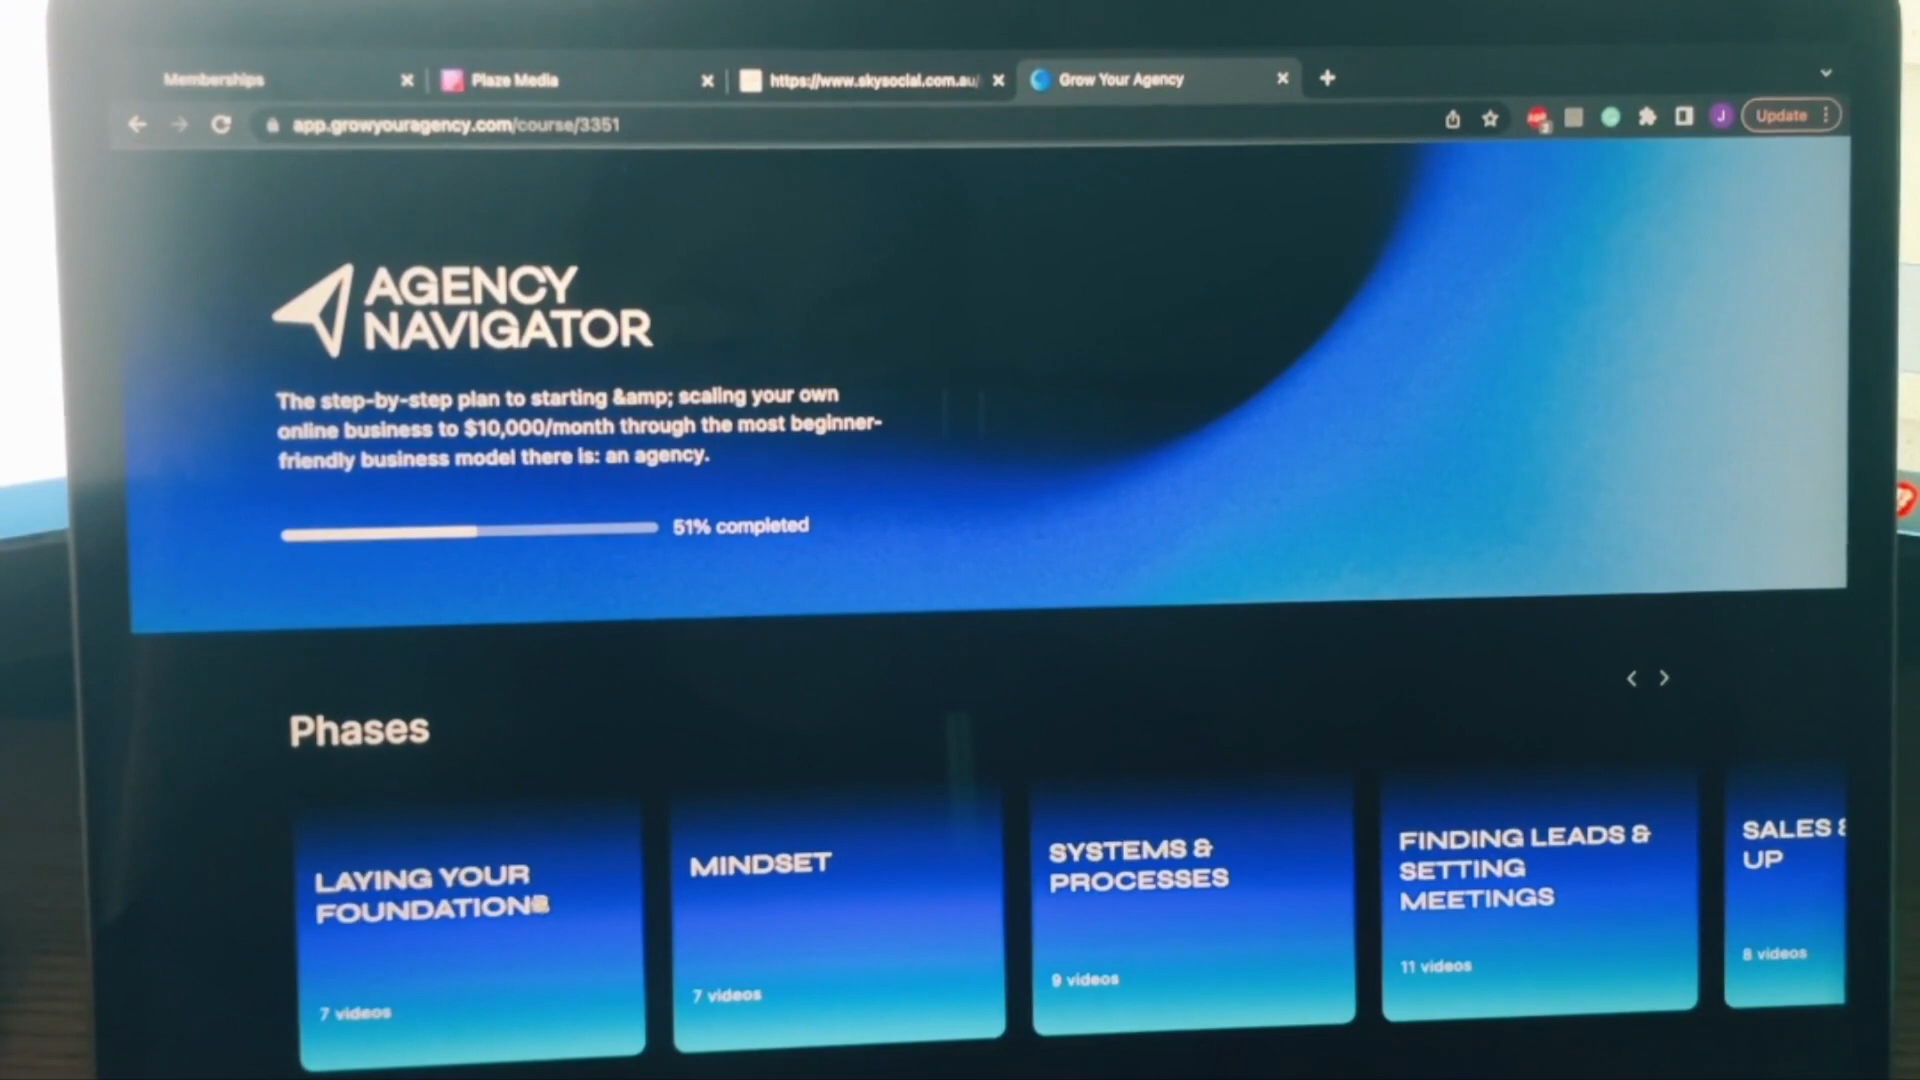 Memberships
Plaze Media
https://www.skysocial.com.au/
Grow Your Agency
app.growyouragency.com/course/3351
J
Update
AGENCY
NAVIGATOR
The step-by-step plan to starting &amp; scaling your own
online business to $10,000/month through the most beginner-
friendly business model there is: an agency.
51% completed
Phases
LAYING YOUR
FOUNDATIONS
7 videos
MINDSET
7 videos
SYSTEMS &
PROCESSES
9 videos
FINDING LEADS &
SETTING
MEETINGS
11 videos
SALES &
UP
8 videos